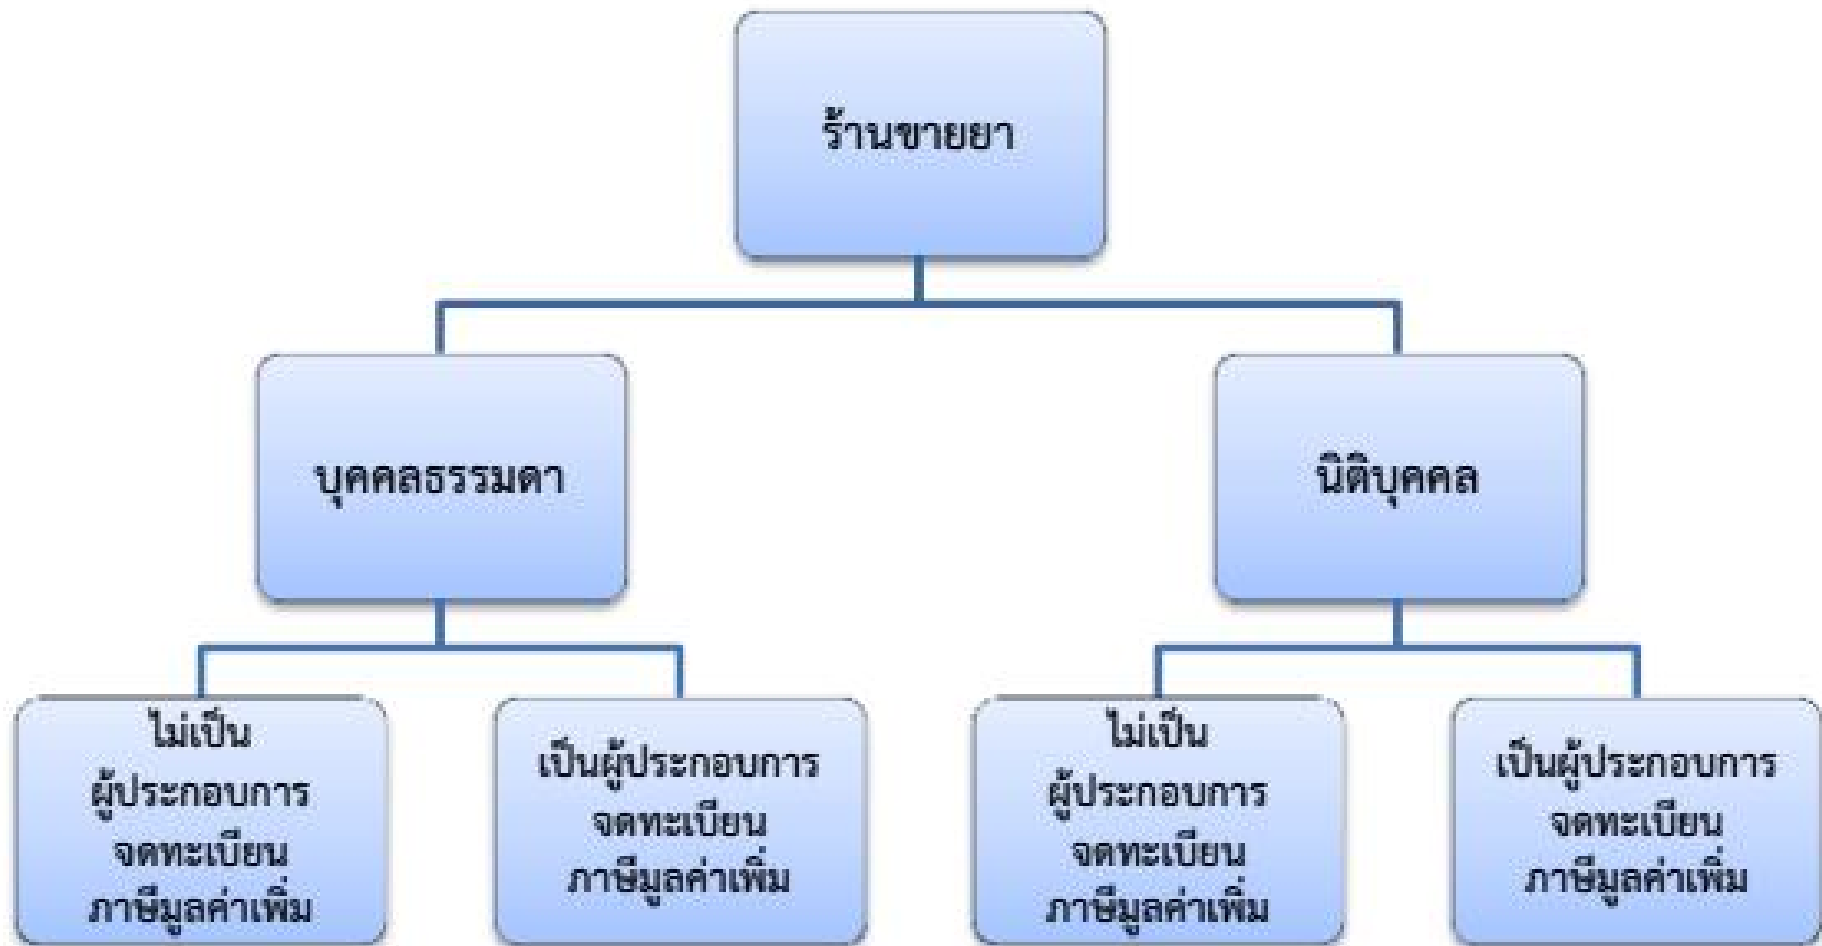 ร้านขายยา
บุคคลธรรมดา
นิติบุคคล
ไม่เป็น
ผู้ประกอบการ
จดทะเบียน
ภาษีมูลค่าเพิ่ม
เป็นผู้ประกอบการ
จดทะเบียน
ภาษีมูลค่าเพิ่ม
ไม่เป็น
ผู้ประกอบการ
จดทะเบียน
ภาษีมูลค่าเพิ่ม
เป็นผู้ประกอบการ
จดทะเบียน
ภาษีมูลค่าเพิ่ม